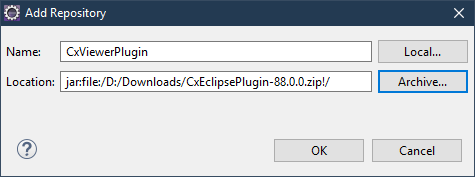 Add Repository
Name: CxViewerPlugin Local...
Location: jar:file:/D:/Downloads/CxEclipsePlugin-88.0.0.zip!/ Archive...
? OK Cancel